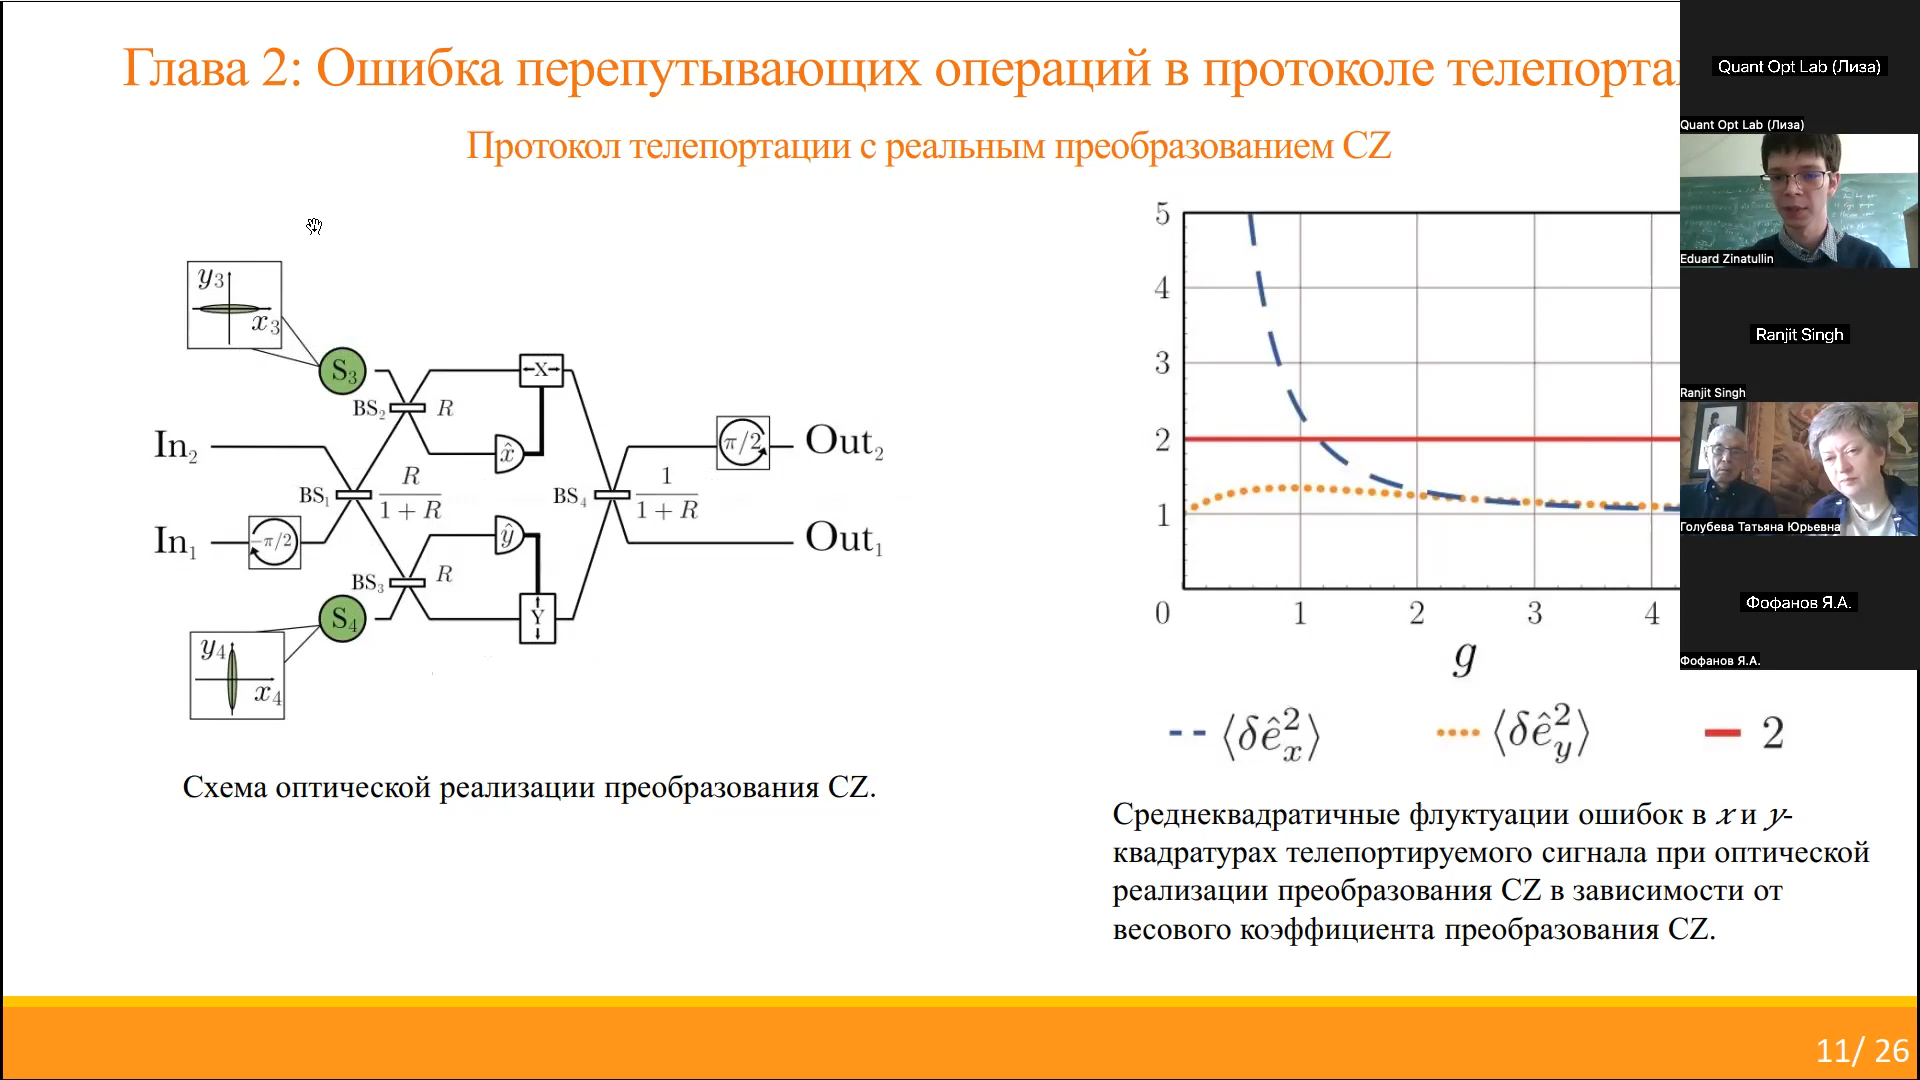 Глава 2: Ошибка перепутывающих операций в протоколе
Протокол телепортации с реальным преобразованием CZ
y₃
x₃
S₃
BS₂
R
X
In₂
x̂
π/2
Out₂
BS₁
R/(1 + R)
BS₄
1/(1 + R)
In₁
−π/2
ŷ
Out₁
BS₃
R
S₄
Y
y₄
x₄
Схема оптической реализации преобразования CZ.
5
4
3
2
1
0
1
2
3
4
g
⟨δê²ₓ⟩
⟨δê²ᵧ⟩
2
Среднеквадратичные флуктуации ошибок в x и y-
квадратурах телепортируемого сигнала при оптической
реализации преобразования CZ в зависимости от
весового коэффициента преобразования CZ.
11/ 26
Quant Opt Lab (Лиза)
Quant Opt Lab (Лиза)
Eduard Zinatullin
Ranjit Singh
Ranjit Singh
Голубева Татьяна Юрьевна
Фофанов Я.А.
Фофанов Я.А.